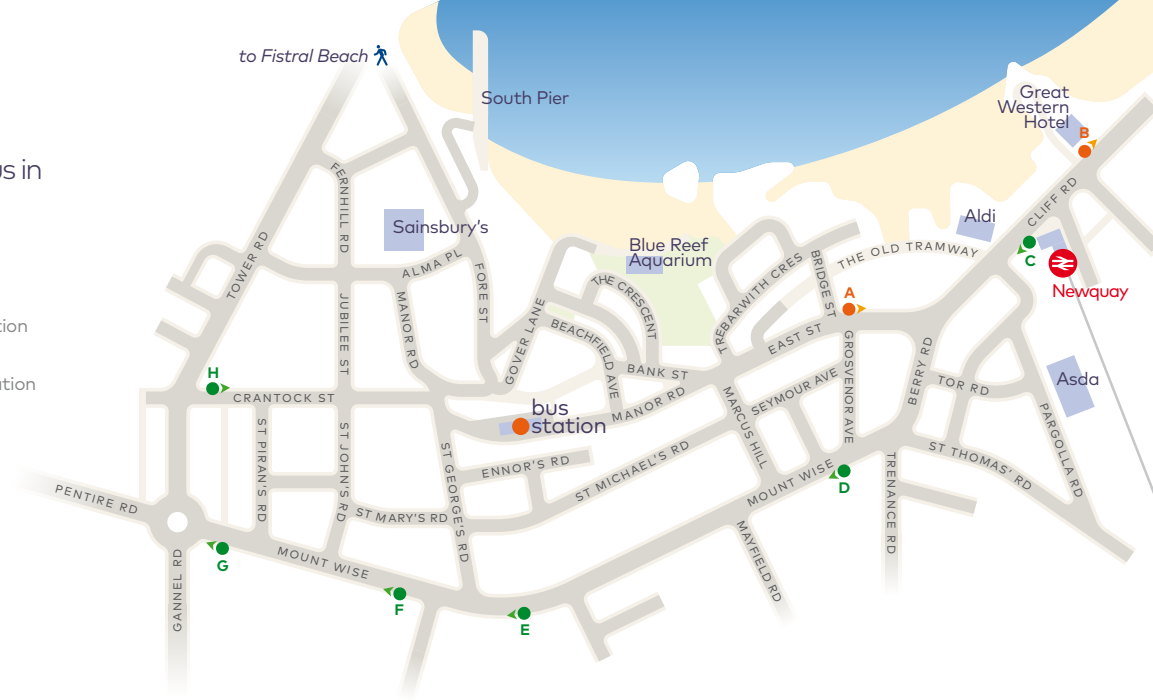 to Fistral Beach
South Pier
Great
Western
Hotel
B
us in
FERNHILL RD
CLIFF RD
Sainsbury's
Aldi
Blue Reef
Aquarium
THE OLD TRAMWAY
C
TOWER RD
ALMA PL
FORE ST
THE CRESCENT
TREBARWITH CRES
BRIDGE ST
A
Newquay
JUBILEE ST
MANOR RD
GOVER LANE
BEACHFIELD AVE
EAST ST
GROSVENOR AVE
BERRY RD
tion
ation
H
CRANTOCK ST
BANK ST
SEYMOUR AVE
TOR RD
Asda
bus
station
MANOR RD
MARCUS HILL
PARGOLLA RD
ST PIRAN'S RD
ST JOHN'S RD
ST GEORGE'S RD
ENNOR'S RD
ST MICHAEL'S RD
ST THOMAS' RD
MOUNT WISE
D
TRENANCE RD
PENTIRE RD
ST MARY'S RD
MAYFIELD RD
G
MOUNT WISE
GANNEL RD
F
E